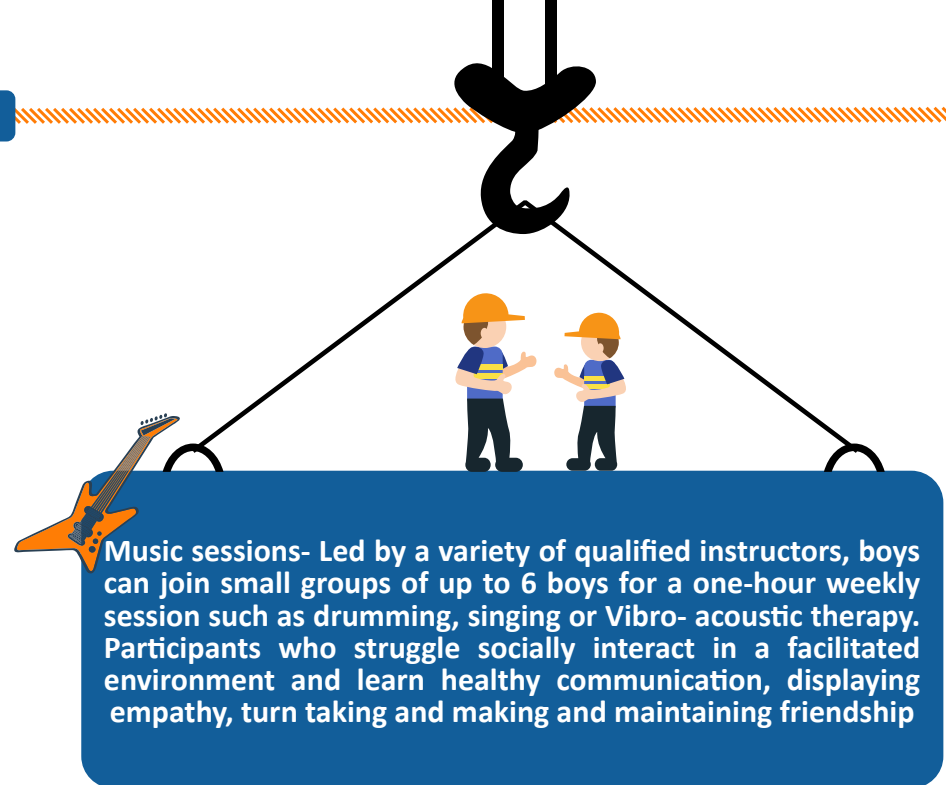 Music sessions- Led by a variety of qualified instructors, boys
can join small groups of up to 6 boys for a one-hour weekly
session such as drumming, singing or Vibro- acoustic therapy.
Participants who struggle socially interact in a facilitated
environment and learn healthy communication, displaying
empathy, turn taking and making and maintaining friendship